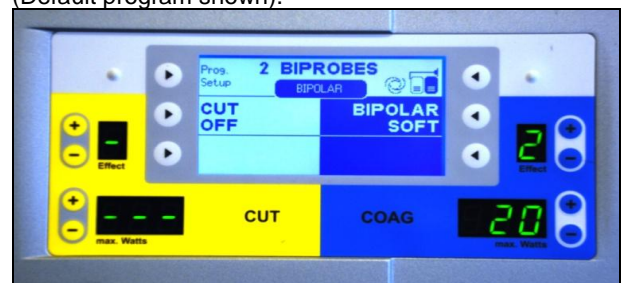 (Default program shown):
Prog. 2 BIPROBES
Setup
BIPOLAR
CUT BIPOLAR
OFF SOFT
- 2
Effect Effect
- - - CUT COAG 20
max. Watts max. Watts